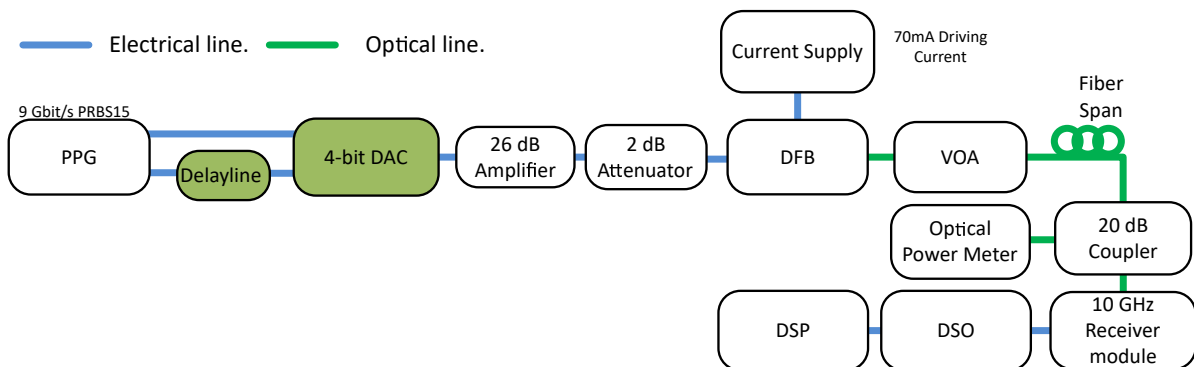 Electrical line.
Optical line.
Current Supply
70mA Driving
Current
Fiber
Span
9 Gbit/s PRBS15
PPG
Delayline
4-bit DAC
26 dB
Amplifier
2 dB
Attenuator
DFB
VOA
Optical
Power Meter
20 dB
Coupler
DSP
DSO
10 GHz
Receiver
module